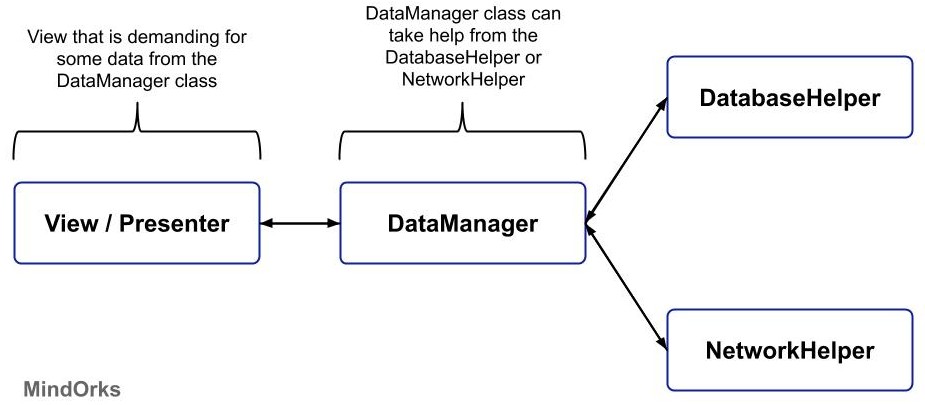 View that is demanding for
some data from the
DataManager class
DataManager class can
take help from the
DatabaseHelper or
NetworkHelper
View / Presenter
DataManager
DatabaseHelper
NetworkHelper
MindOrks